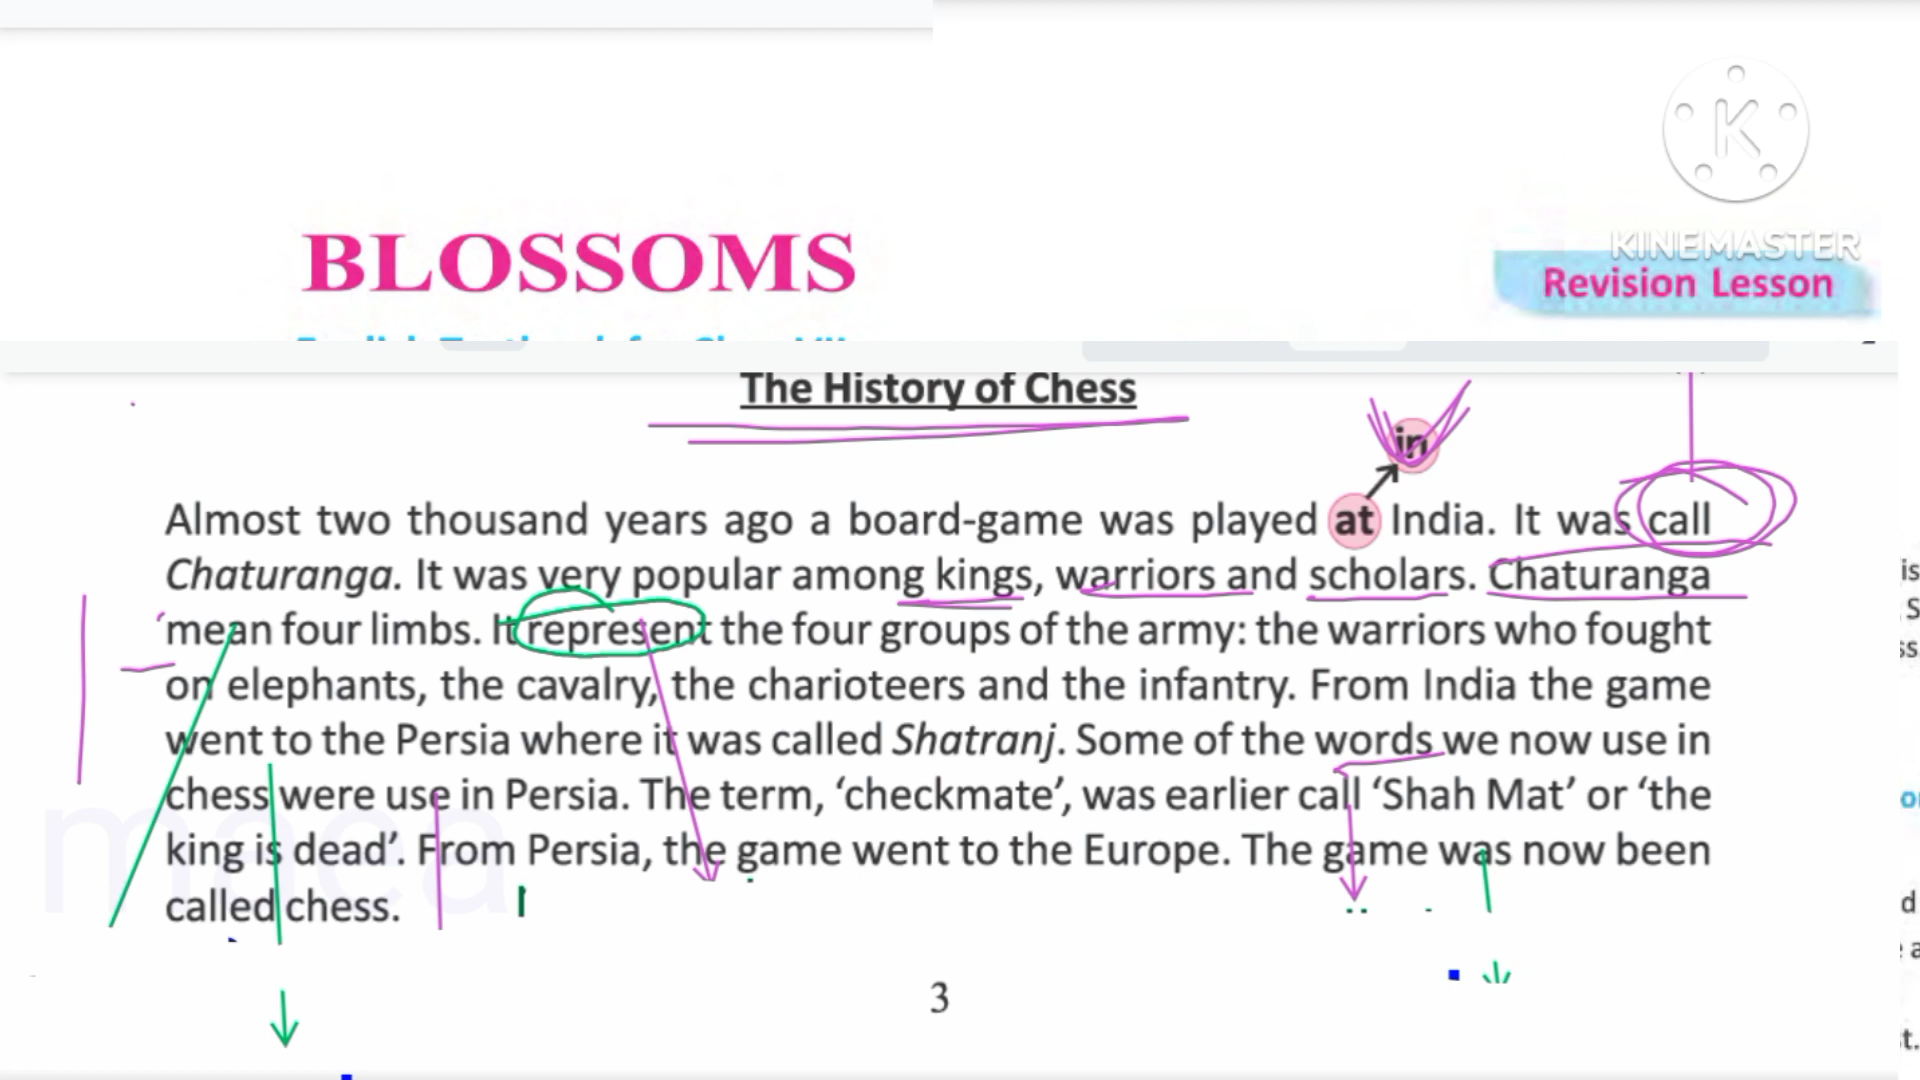 KINEMASTER
BLOSSOMS
Revision Lesson
The History of Chess
in
Almost two thousand years ago a board-game was played at India. It was call
Chaturanga. It was very popular among kings, warriors and scholars. Chaturanga
mean four limbs. It represent the four groups of the army: the warriors who fought
on elephants, the cavalry, the charioteers and the infantry. From India the game
went to the Persia where it was called Shatranj. Some of the words we now use in
chess were use in Persia. The term, ‘checkmate’, was earlier call ‘Shah Mat’ or ‘the
king is dead’. From Persia, the game went to the Europe. The game was now been
called chess.
3